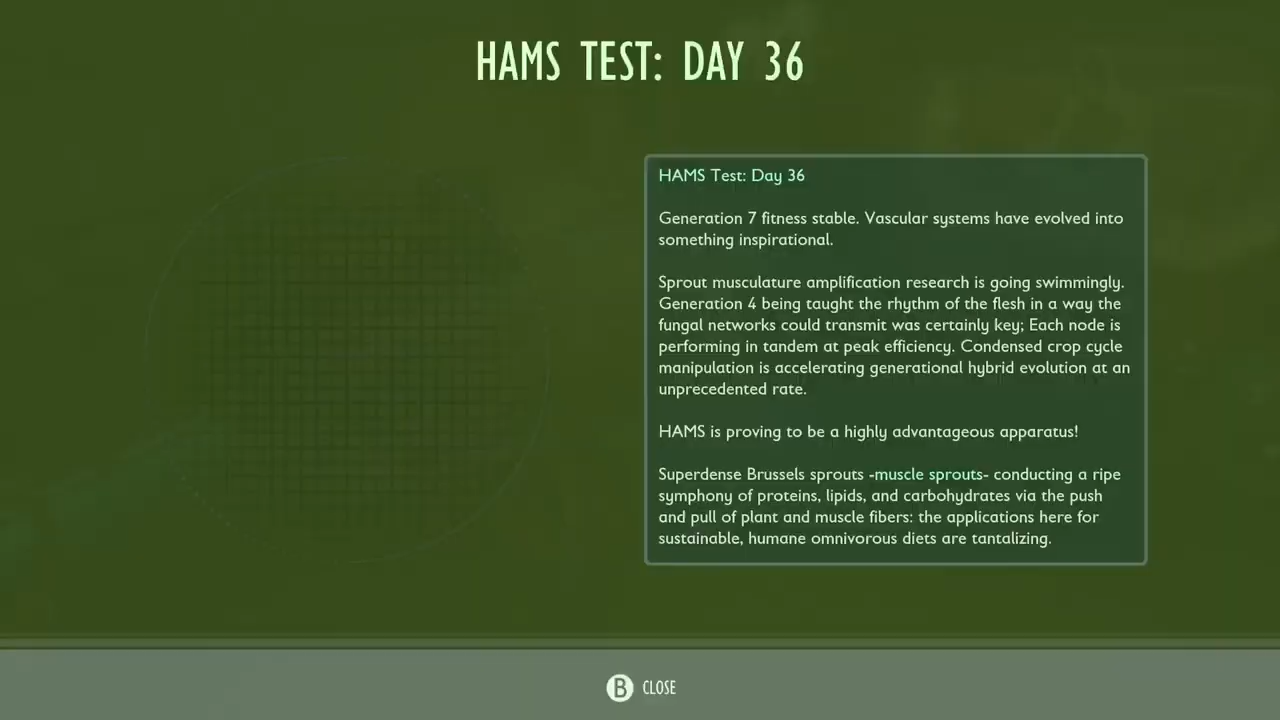 HAMS TEST: DAY 36
HAMS Test: Day 36
Generation 7 fitness stable. Vascular systems have evolved into
something inspirational.
Sprout musculature amplification research is going swimmingly.
Generation 4 being taught the rhythm of the flesh in a way the
fungal networks could transmit was certainly key; Each node is
performing in tandem at peak efficiency. Condensed crop cycle
manipulation is accelerating generational hybrid evolution at an
unprecedented rate.
HAMS is proving to be a highly advantageous apparatus!
Superdense Brussels sprouts -muscle sprouts- conducting a ripe
symphony of proteins, lipids, and carbohydrates via the push
and pull of plant and muscle fibers: the applications here for
sustainable, humane omnivorous diets are tantalizing.
B CLOSE